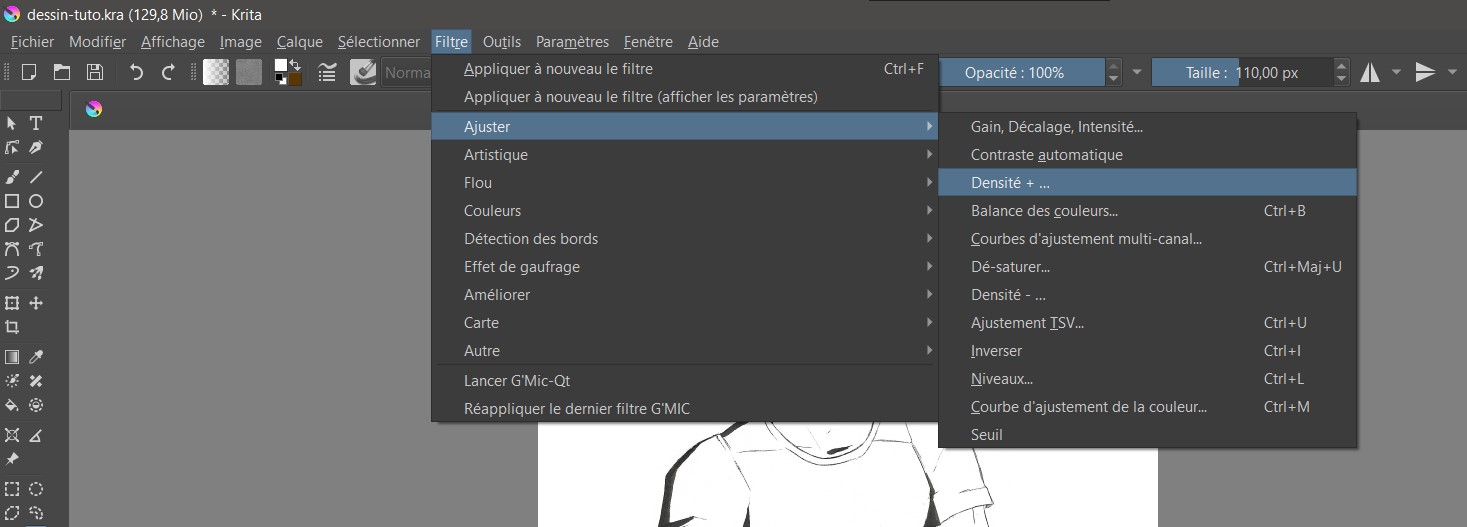 dessin-tuto.kra (129,8 Mio) * - Krita
Fichier Modifier Affichage Image Calque Sélectionner Filtre Outils Paramètres Fenêtre Aide
Norma
Opacité : 100%
Taille : 110,00 px
Appliquer à nouveau le filtre Ctrl+F
Appliquer à nouveau le filtre (afficher les paramètres)
Ajuster
Artistique
Flou
Couleurs
Détection des bords
Effet de gaufrage
Améliorer
Carte
Autre
Lancer G'Mic-Qt
Réappliquer le dernier filtre G'MIC
Gain, Décalage, Intensité...
Contraste automatique
Densité + ...
Balance des couleurs... Ctrl+B
Courbes d'ajustement multi-canal...
Dé-saturer... Ctrl+Maj+U
Densité - ...
Ajustement TSV... Ctrl+U
Inverser Ctrl+I
Niveaux... Ctrl+L
Courbe d'ajustement de la couleur... Ctrl+M
Seuil